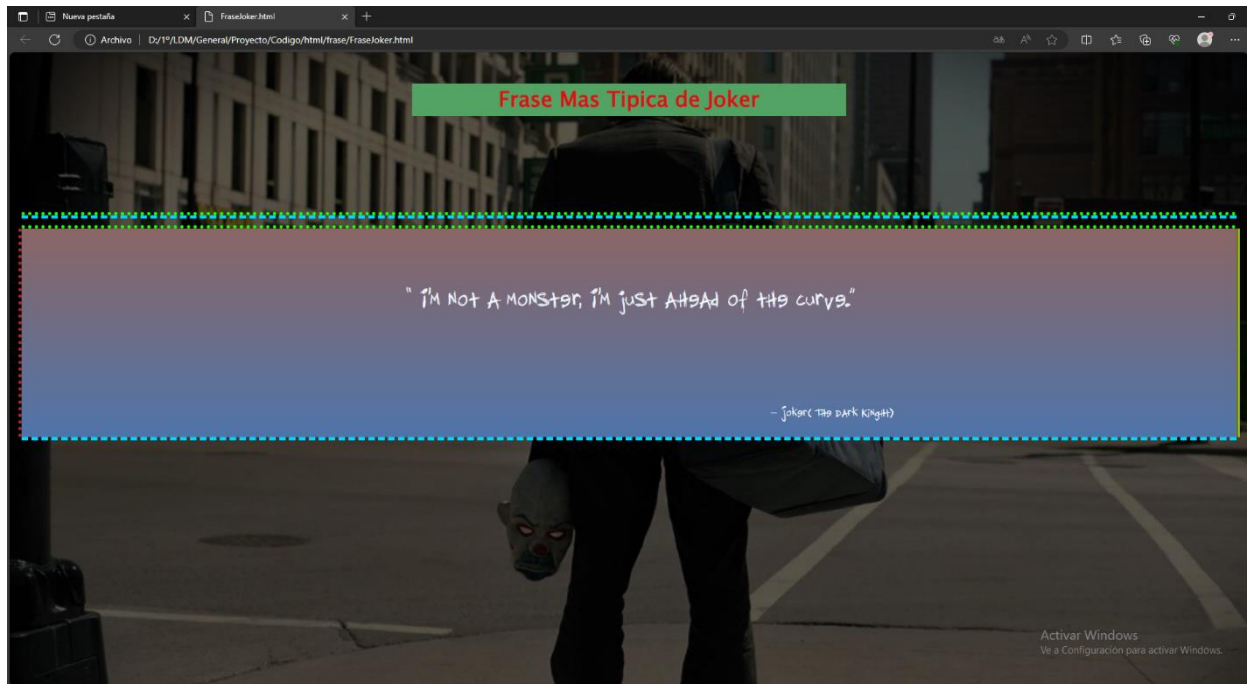 Nueva pestaña
FraseJoker.html
Archivo | D:/1º/LDM/General/Proyecto/Codigo/html/frase/FraseJoker.html
Frase Mas Tipica de Joker
" i'M Not A MONSter, i'M juSt AHeAd of tHe curve."
– joker( THe DArk KingHt)
Activar Windows
Ve a Configuración para activar Windows.